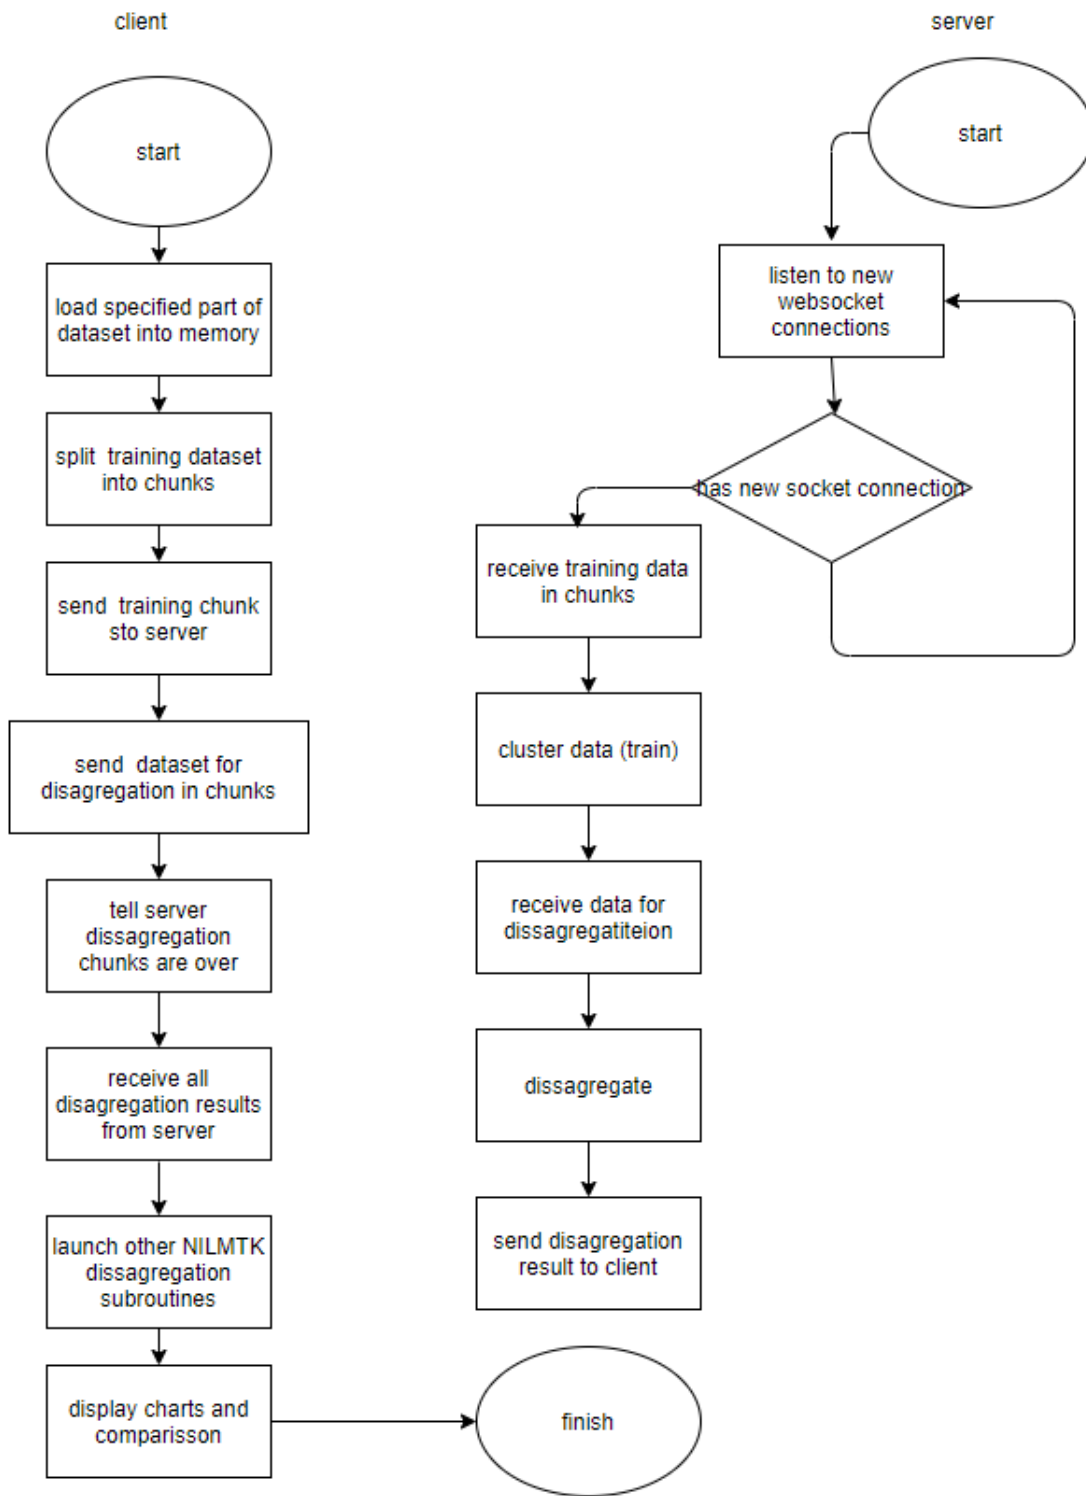 client
server
start
start
load specified part of
dataset into memory
listen to new
websocket
connections
split training dataset
into chunks
has new socket connection
send training chunk
sto server
receive training data
in chunks
send dataset for
disagregation in chunks
cluster data (train)
tell server
dissagregation
chunks are over
receive data for
dissagregatiteion
receive all
disagregation results
from server
dissagregate
launch other NILMTK
dissagregation
subroutines
send disagregation
result to client
display charts and
comparisson
finish